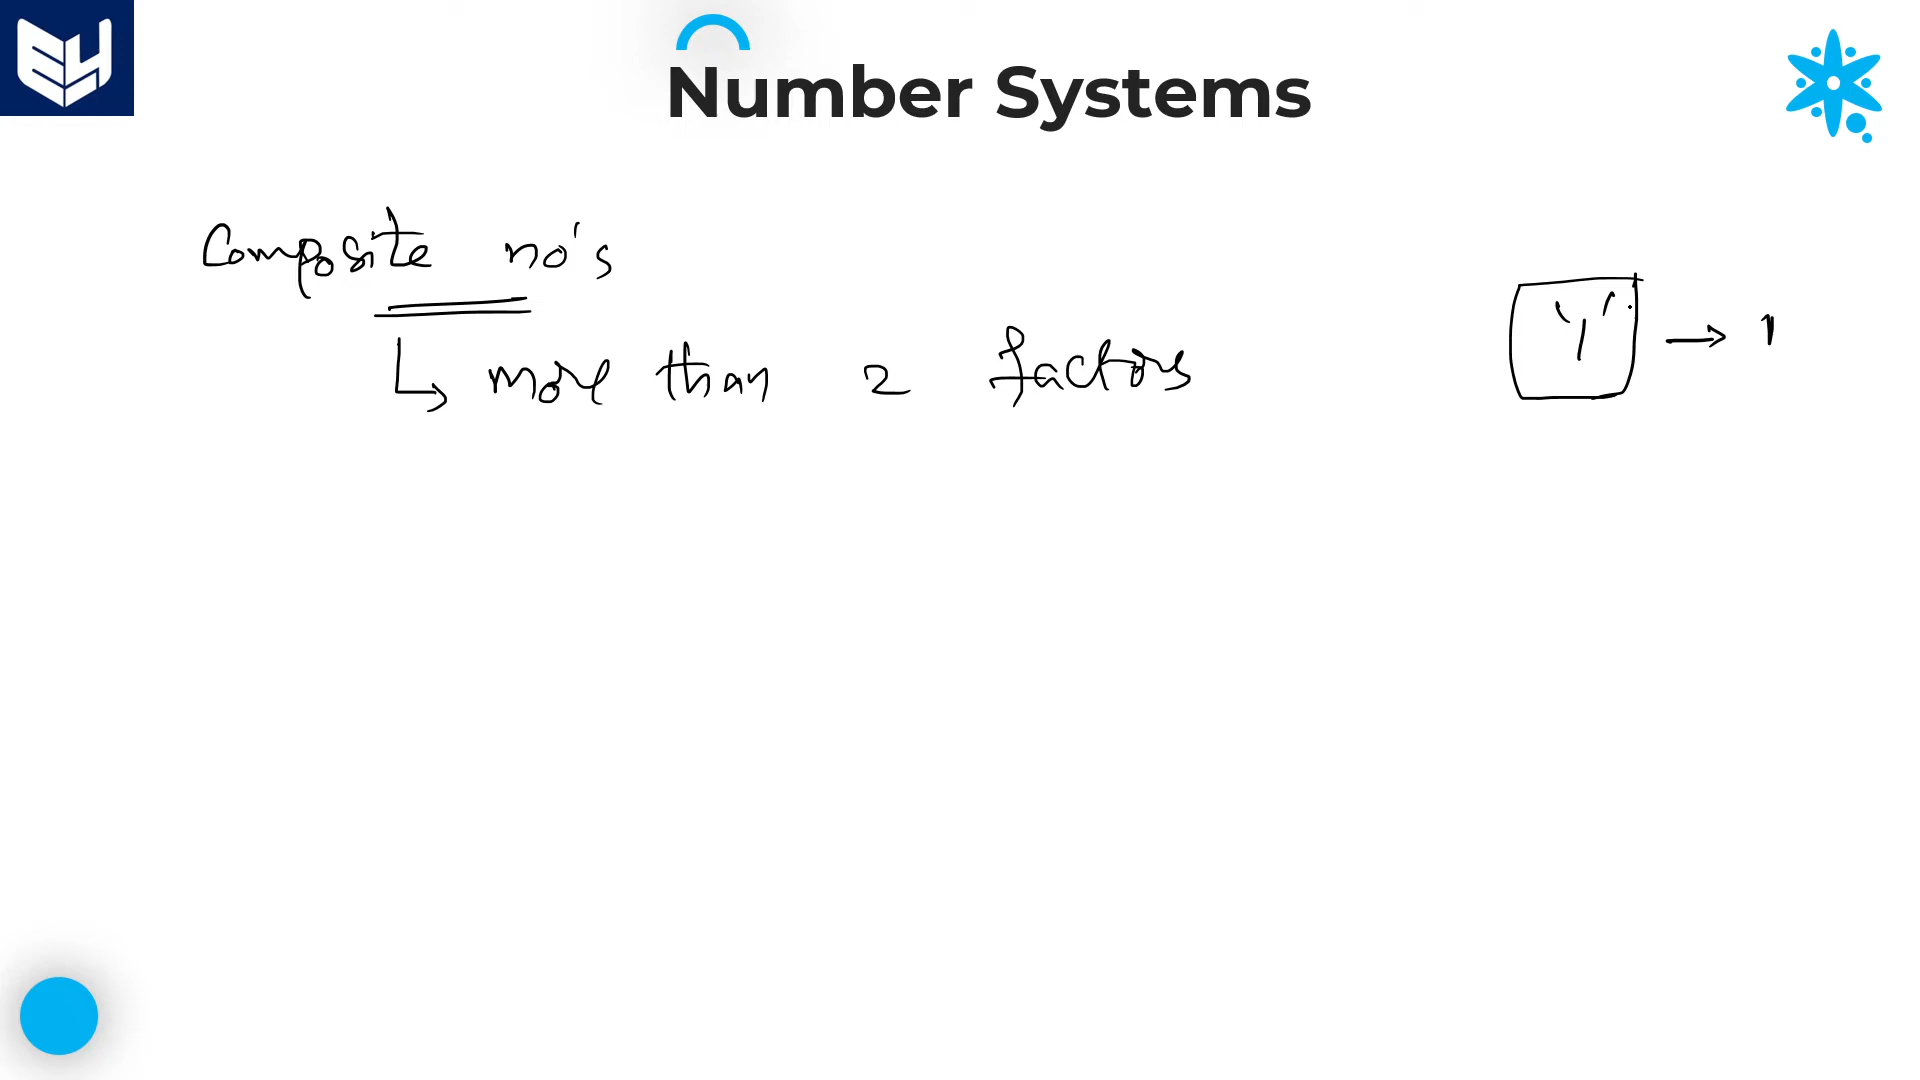 Number Systems
Composite no's
↳ more than 2 factors
'1' → 1